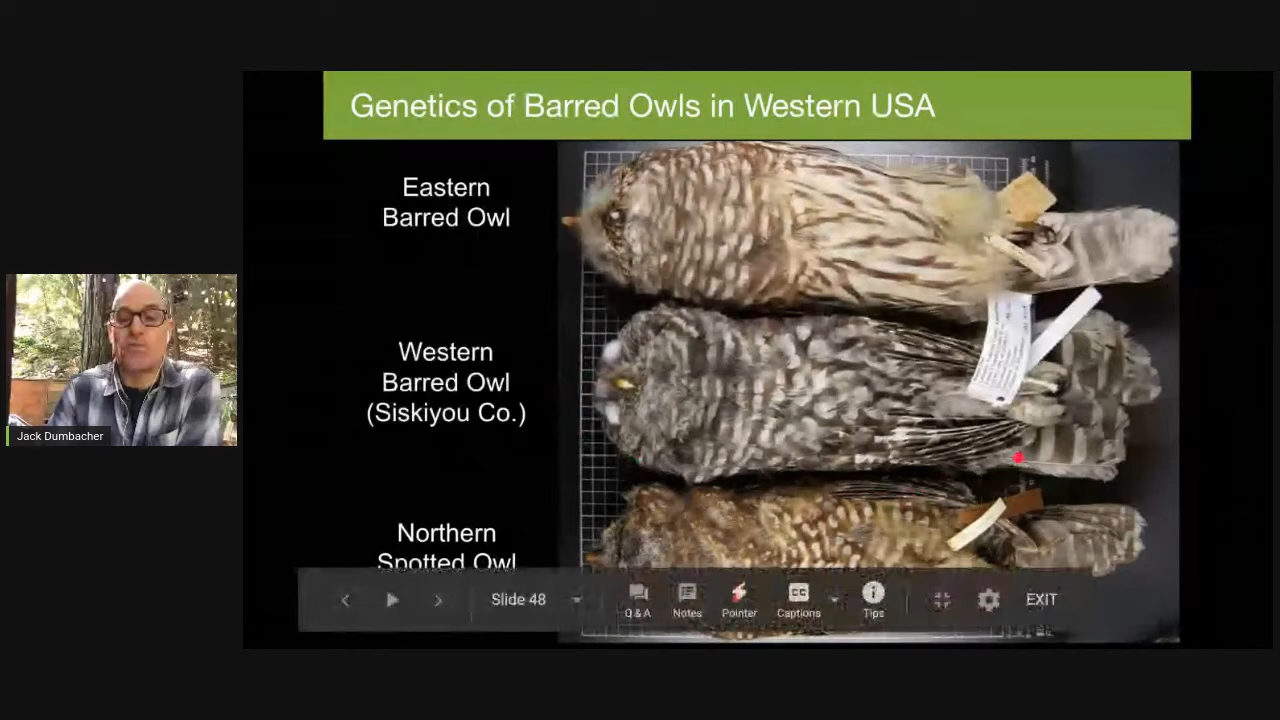 Genetics of Barred Owls in Western USA
Eastern
Barred Owl
Western
Barred Owl
(Siskiyou Co.)
Northern
Spotted Owl
Jack Dumbacher
Slide 48
Q & A
Notes
Pointer
CC
Captions
Tips
EXIT